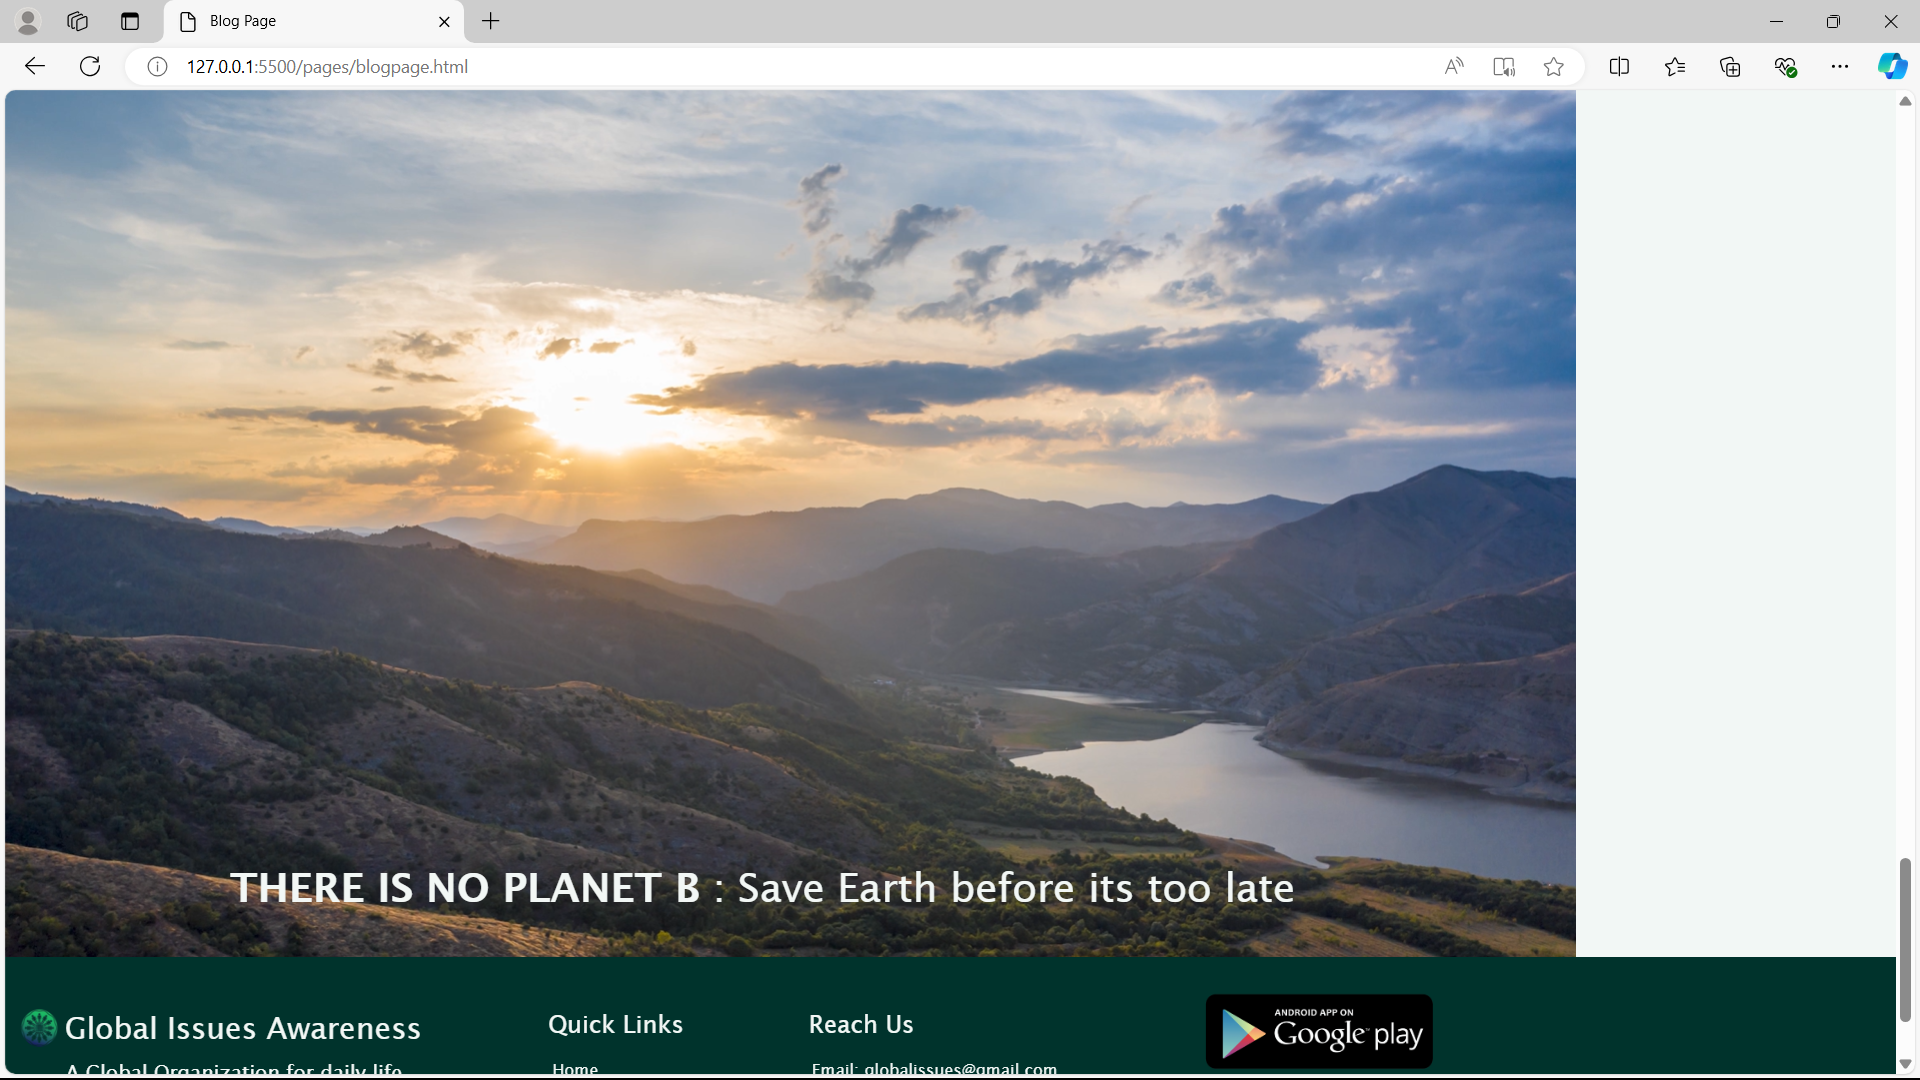 Blog Page
127.0.0.1:5500/pages/blogpage.html
THERE IS NO PLANET B : Save Earth before its too late
Global Issues Awareness
Quick Links
Reach Us
ANDROID APP ON
Google play
A Global Organization for daily life
Home
Email: globalissues@gmail.com